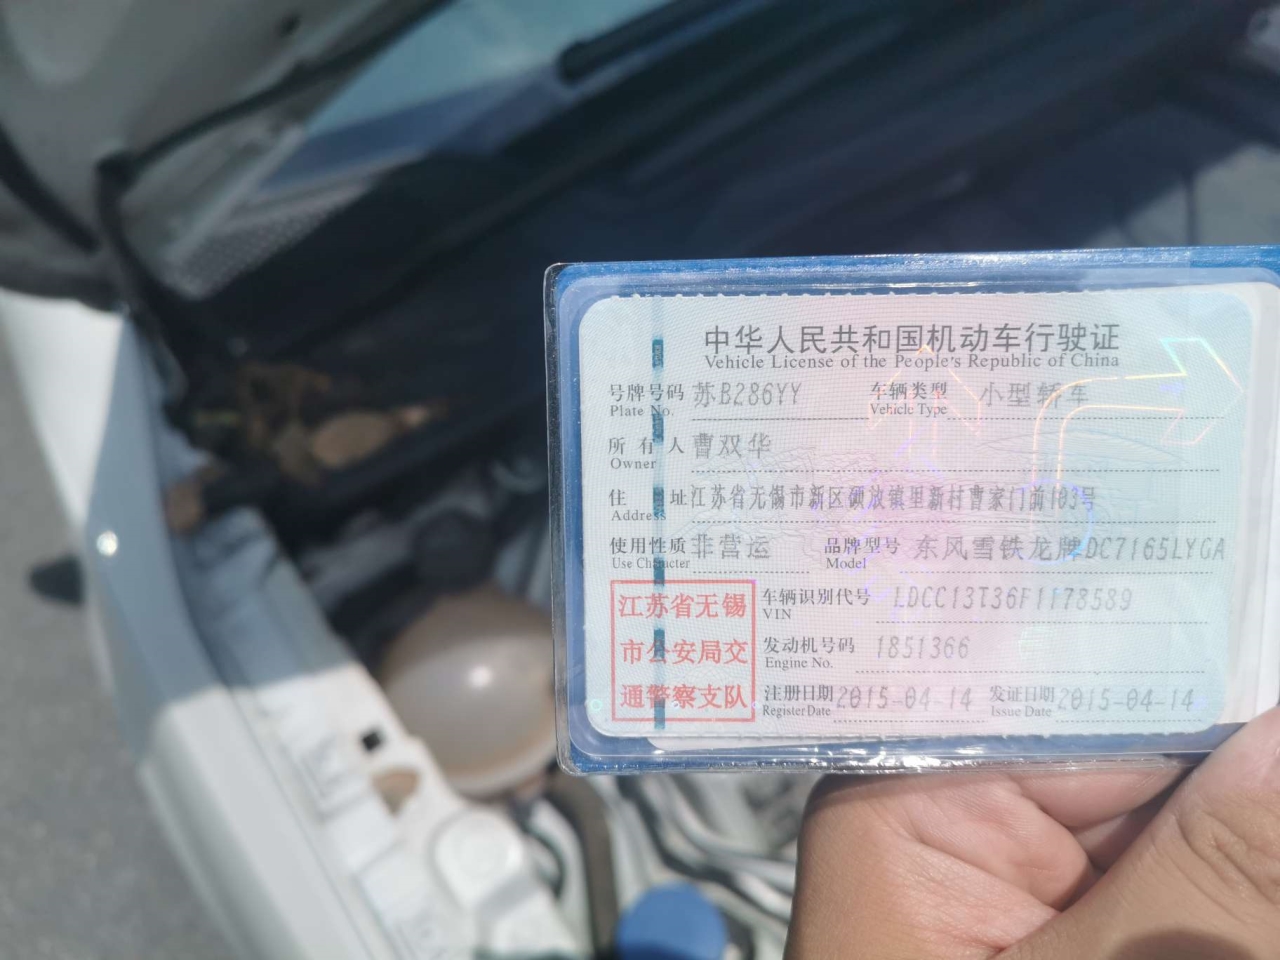 中华人民共和国机动车行驶证
Vehicle License of the People's Republic of China
号牌号码 苏B286YY 车辆类型 小型轿车
Plate No. Vehicle Type
所有人 曹双华
Owner
住址 江苏省无锡市新区硕放镇里新村曹家门前103号
Address
使用性质 非营运 品牌型号 东风雪铁龙牌DC7165LYGA
Use Character Model
江苏省无锡 车辆识别代号 LDCC13T36F1178589
VIN
市公安局交 发动机号码 1851366
Engine No.
通警察支队 注册日期 2015-04-14 发证日期 2015-04-14
Register Date Issue Date